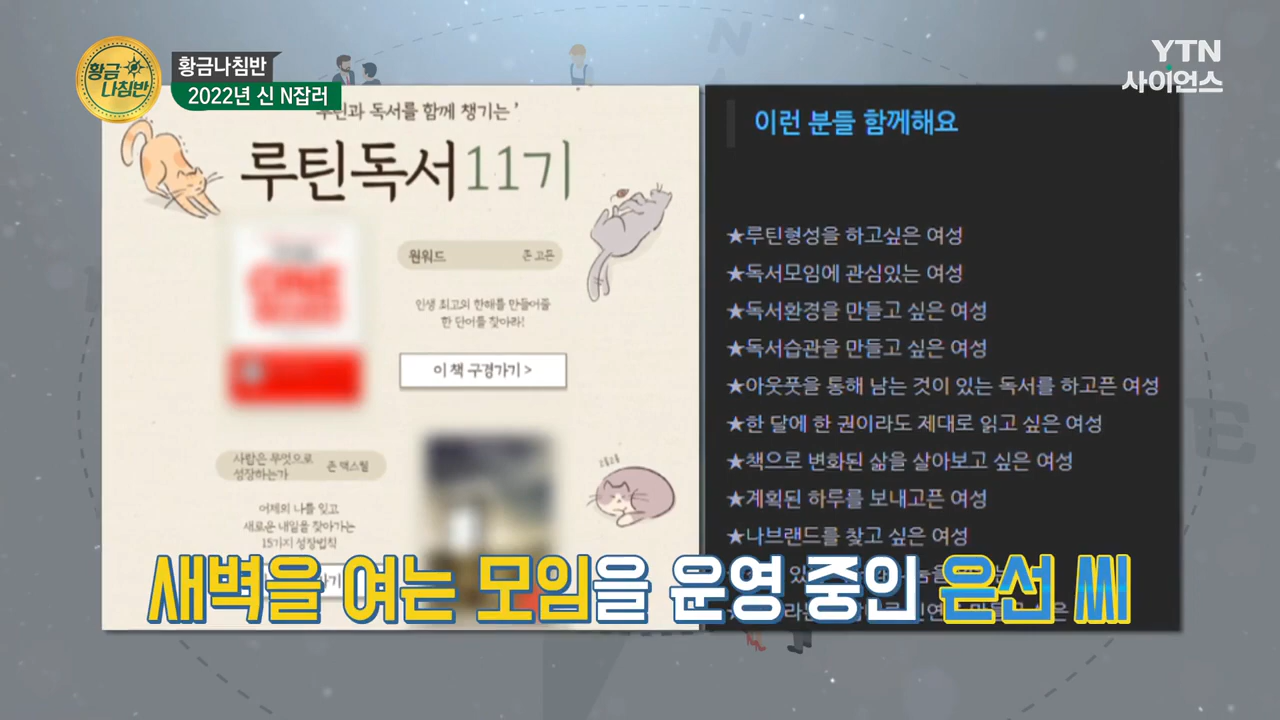 황금
나침반
황금나침반
2022년 신 N잡러
YTN
사이언스
루틴과 독서를 함께 챙기는 '
루틴독서11기
원워드 존 고든
인생 최고의 한해를 만들어줄
한 단어를 찾아라!
이 책 구경가기 >
사람은 무엇으로
성장하는가 존 맥스웰
어제의 나를 잊고
새로운 내일을 찾아가는
15가지 성장법칙
고롱고롱
이런 분들 함께해요
★루틴형성을 하고싶은 여성
★독서모임에 관심있는 여성
★독서환경을 만들고 싶은 여성
★독서습관을 만들고 싶은 여성
★아웃풋을 통해 남는 것이 있는 독서를 하고픈 여성
★한 달에 한 권이라도 제대로 읽고 싶은 여성
★책으로 변화된 삶을 살아보고 싶은 여성
★계획된 하루를 보내고픈 여성
★나브랜드를 찾고 싶은 여성
새벽을 여는 모임을 운영 중인 은선 씨